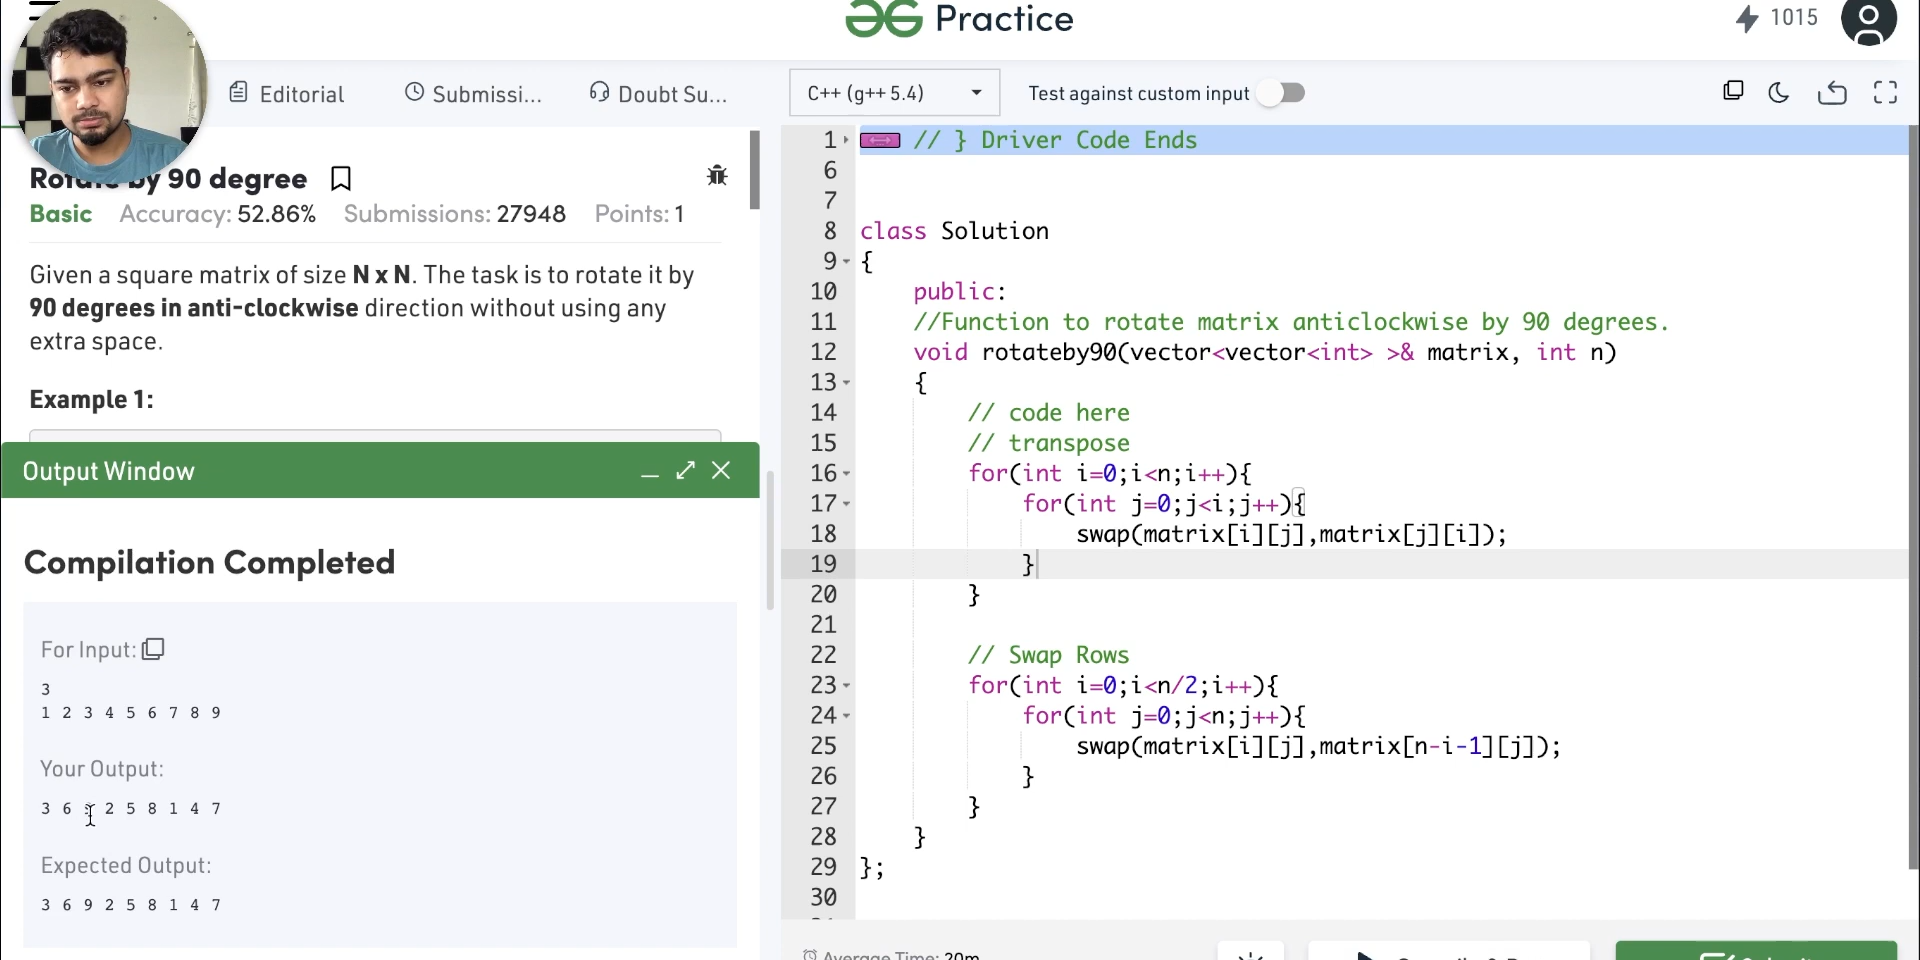 Practice
1015
Editorial
Submissi...
Doubt Su...
C++ (g++ 5.4)
Test against custom input
by 90 degree
Basic Accuracy: 52.86% Submissions: 27948 Points: 1
Given a square matrix of size N x N. The task is to rotate it by
90 degrees in anti-clockwise direction without using any
extra space.
Example 1:
Output Window
Compilation Completed
For Input:
3
1 2 3 4 5 6 7 8 9
Your Output:
3 6 2 5 8 1 4 7
Expected Output:
3 6 9 2 5 8 1 4 7
1 // } Driver Code Ends
6
7
8 class Solution
9 {
10 public:
11 //Function to rotate matrix anticlockwise by 90 degrees.
12 void rotateby90(vector<vector<int> >& matrix, int n)
13 {
14 // code here
15 // transpose
16 for(int i=0;i<n;i++){
17 for(int j=0;j<i;j++){
18 swap(matrix[i][j],matrix[j][i]);
19 }
20 }
21
22 // Swap Rows
23 for(int i=0;i<n/2;i++){
24 for(int j=0;j<n;j++){
25 swap(matrix[i][j],matrix[n-i-1][j]);
26 }
27 }
28 }
29 };
30
Average Time: 20m